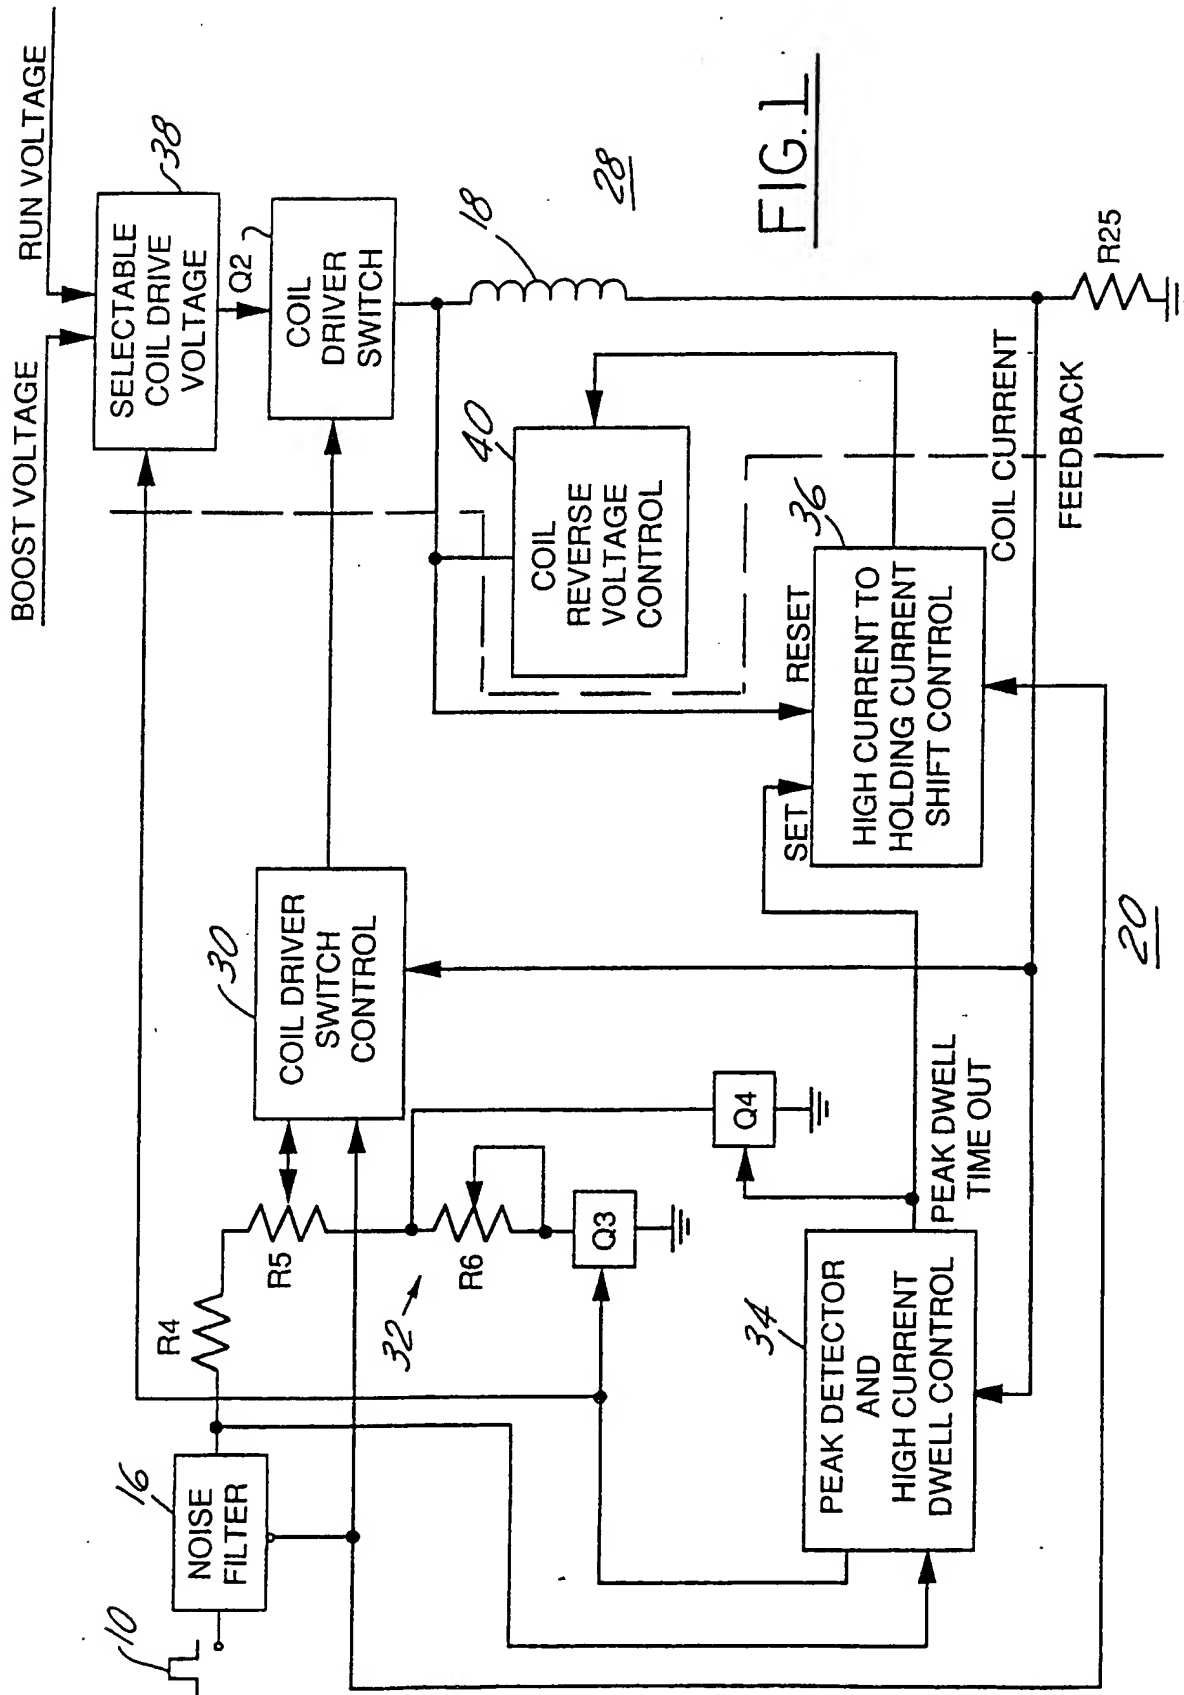 10
16
NOISE
FILTER
R4
R5
32
R6
Q3
Q4
30
COIL DRIVER
SWITCH
CONTROL
BOOST VOLTAGE
RUN VOLTAGE
SELECTABLE
COIL DRIVE
VOLTAGE
38
Q2
COIL
DRIVER
SWITCH
18
28
40
COIL
REVERSE
VOLTAGE
CONTROL
34
PEAK DETECTOR
AND
HIGH CURRENT
DWELL CONTROL
PEAK DWELL
TIME OUT
SET
RESET
36
HIGH CURRENT TO
HOLDING CURRENT
SHIFT CONTROL
COIL CURRENT
FEEDBACK
R25
20
FIG. 1